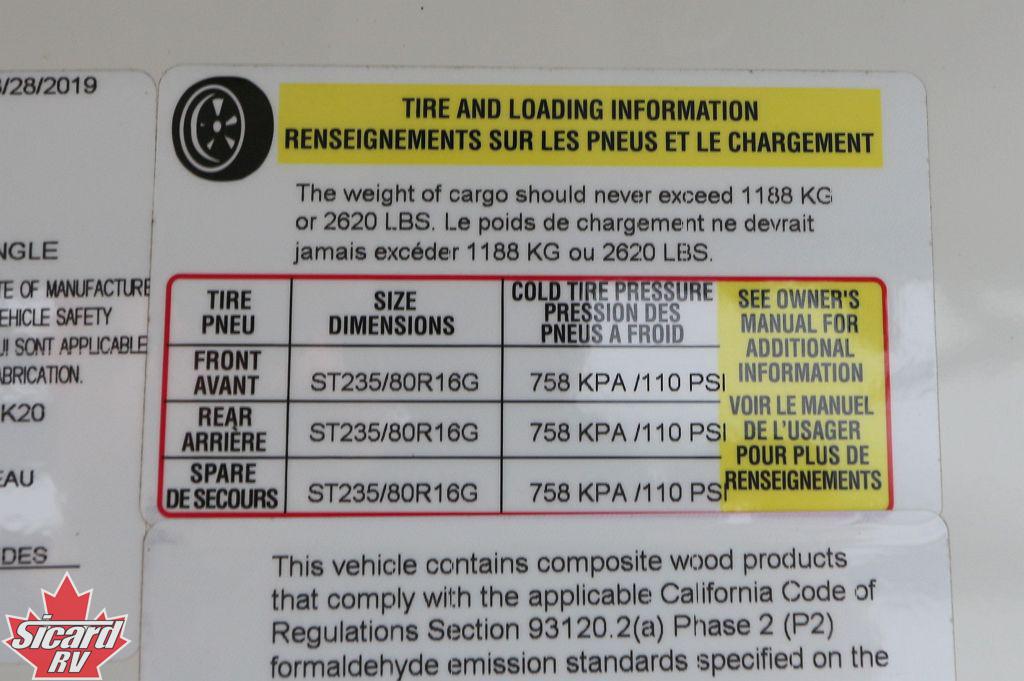 /28/2019
NGLE
TE OF MANUFACTURE
EHICLE SAFETY
UI SONT APPLICABLE
ABRICATION.
K20
EAU
DES
TIRE AND LOADING INFORMATION
RENSEIGNEMENTS SUR LES PNEUS ET LE CHARGEMENT
The weight of cargo should never exceed 1188 KG
or 2620 LBS. Le poids de chargement ne devrait
jamais excéder 1188 KG ou 2620 LBS.
TIRE
PNEU
SIZE
DIMENSIONS
COLD TIRE PRESSURE
PRESSION DES
PNEUS A FROID
FRONT
AVANT
ST235/80R16G
758 KPA /110 PSI
REAR
ARRIÈRE
ST235/80R16G
758 KPA /110 PSI
SPARE
DE SECOURS
ST235/80R16G
758 KPA /110 PSI
SEE OWNER'S
MANUAL FOR
ADDITIONAL
INFORMATION
VOIR LE MANUEL
DE L'USAGER
POUR PLUS DE
RENSEIGNEMENTS
This vehicle contains composite wood products
that comply with the applicable California Code of
Regulations Section 93120.2(a) Phase 2 (P2)
formaldehyde emission standards specified on the
Sicard
RV